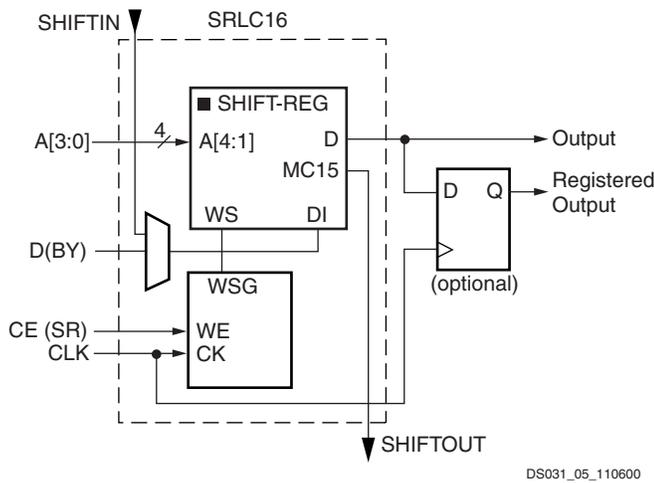 SHIFTIN
SRLC16
SHIFT-REG
A[3:0]
4
A[4:1]
D
Output
MC15
D
Q
Registered
Output
WS
DI
D(BY)
(optional)
WSG
CE (SR)
WE
CLK
CK
SHIFTOUT
DS031_05_110600